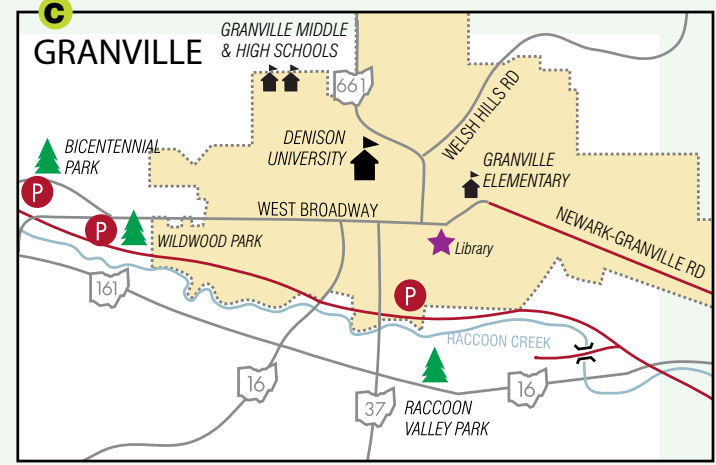 C
GRANVILLE
GRANVILLE MIDDLE
& HIGH SCHOOLS
661
WELSH HILLS RD
DENISON
UNIVERSITY
BICENTENNIAL
PARK
GRANVILLE
ELEMENTARY
P
WEST BROADWAY
NEWARK-GRANVILLE RD
P
WILDWOOD PARK
Library
161
P
RACCOON CREEK
16
16
37
RACCOON
VALLEY PARK